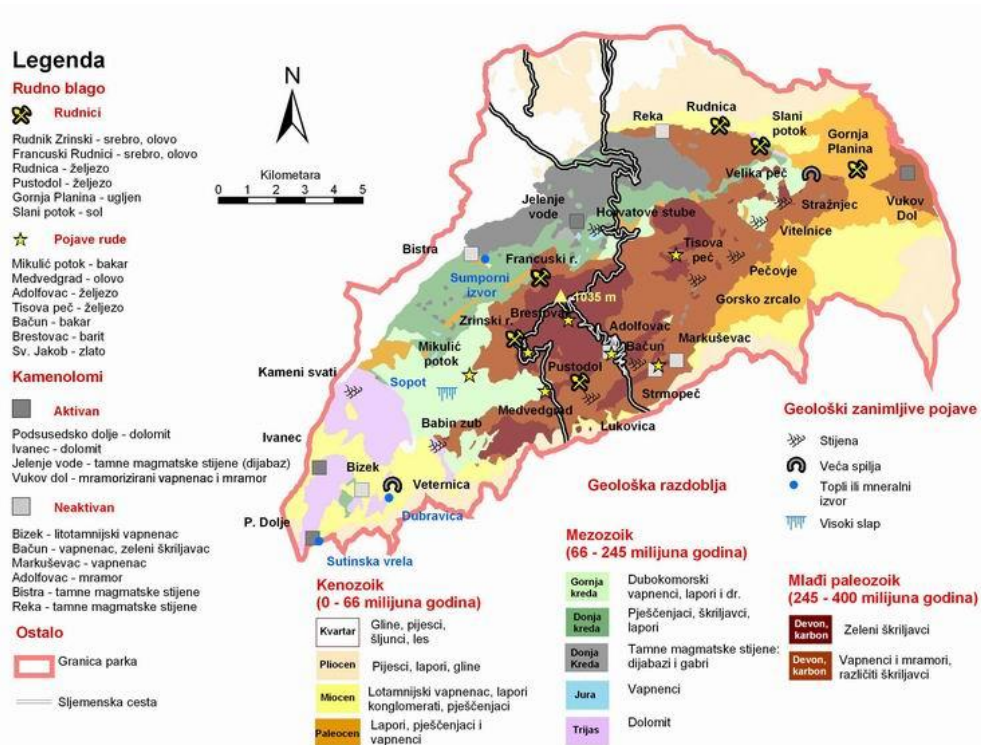 Legenda
Rudno blago
Rudnici
Rudnik Zrinski - srebro, olovo
Francuski Rudnici - srebro, olovo
Rudnica - željezo
Pustodol - željezo
Gornja Planina - ugljen
Slani potok - sol
Pojave rude
Mikulić potok - bakar
Medvedgrad - olovo
Adolfovac - željezo
Tisova peč - željezo
Bačun - bakar
Brestovac - barit
Sv. Jakob - zlato
Kamenolomi
Aktivan
Podsusedsko dolje - dolomit
Ivanec - dolomit
Jelenje vode - tamne magmatske stijene (dijabaz)
Vukov dol - mramorizirani vapnenac i mramor
Neaktivan
Bizek - litotamnijski vapnenac
Bačun - vapnenac, zeleni škriljavac
Markuševac - vapnenac
Adolfovac - mramor
Bistra - tamne magmatske stijene
Reka - tamne magmatske stijene
Ostalo
Granica parka
Sljemenska cesta
N
Kilometara
0 1 2 3 4 5
Reka
Rudnica
Slani
potok
Gornja
Planina
Velika peč
Stražnjec
Vukov
Dol
Jelenje
vode
Horvatove stube
Vitelnice
Bistra
Sumporni
izvor
Francuski r.
Tisova
peč
Pečovje
1035 m
Gorsko zrcalo
Zrinski r.
Brestovac
Adolfovac
Bačun
Markuševac
Mikulić
potok
Kameni svati
Sopot
Pustodol
Strmopeč
Medvedgrad
Lukovica
Babin zub
Ivanec
Bizek
Veternica
P. Dolje
Dubravica
Sutinska vrela
Geološki zanimljive pojave
Stijena
Veća spilja
Topli ili mneralni
izvor
Visoki slap
Geološka razdoblja
Kenozoik
(0 - 66 milijuna godina)
Kvartar
Gline, pijesci,
šljunci, les
Pliocen
Pijesci, lapori, gline
Miocen
Lotamnijski vapnenac, lapori
konglomerati, pješčenjaci
Paleocen
Lapori, pješčenjaci i
vapnenci
Mezozoik
(66 - 245 milijuna godina)
Gornja
kreda
Dubokomorski
vapnenci, lapori i dr.
Donja
kreda
Pješčenjaci, škriljavci,
lapori
Donja
Kreda
Tamne magmatske stijene:
dijabazi i gabri
Jura
Vapnenci
Trijas
Dolomit
Mlađi paleozoik
(245 - 400 milijuna godina)
Devon,
karbon
Zeleni škriljavci
Devon,
karbon
Vapnenci i mramori,
različiti škriljavci